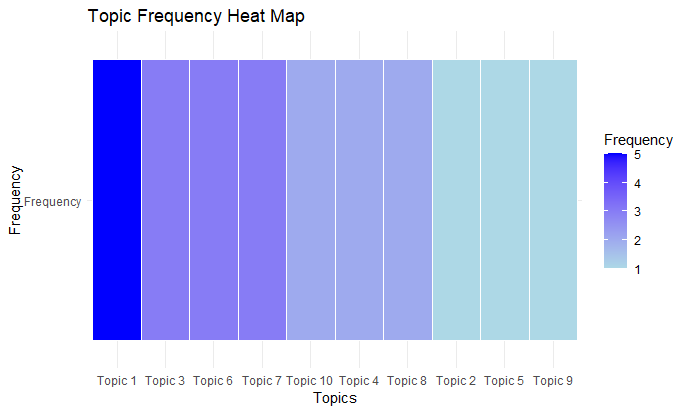 Topic Frequency Heat Map
Frequency
Frequency
Frequency
5
4
3
2
1
Topic 1 Topic 3 Topic 6 Topic 7 Topic 10 Topic 4 Topic 8 Topic 2 Topic 5 Topic 9
Topics